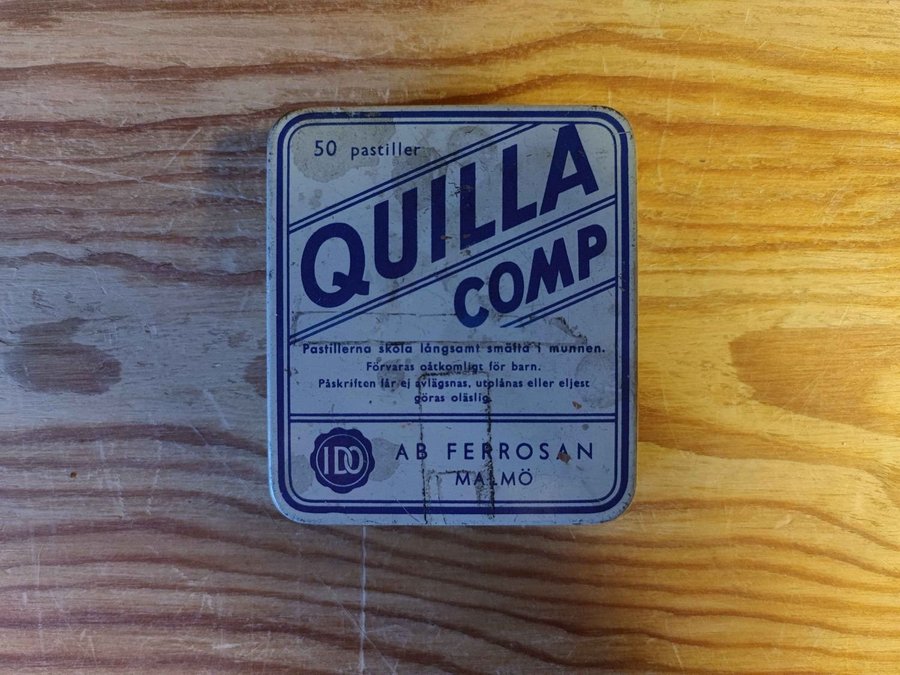 50 pastiller
QUILLA
COMP
Pastillerna skola långsamt smälta i munnen.
Förvaras oåtkomligt för barn.
Påskriften får ej avlägsnas, utplånas eller eljest
göras oläslig.
IDO
AB FERROSAN
MALMÖ